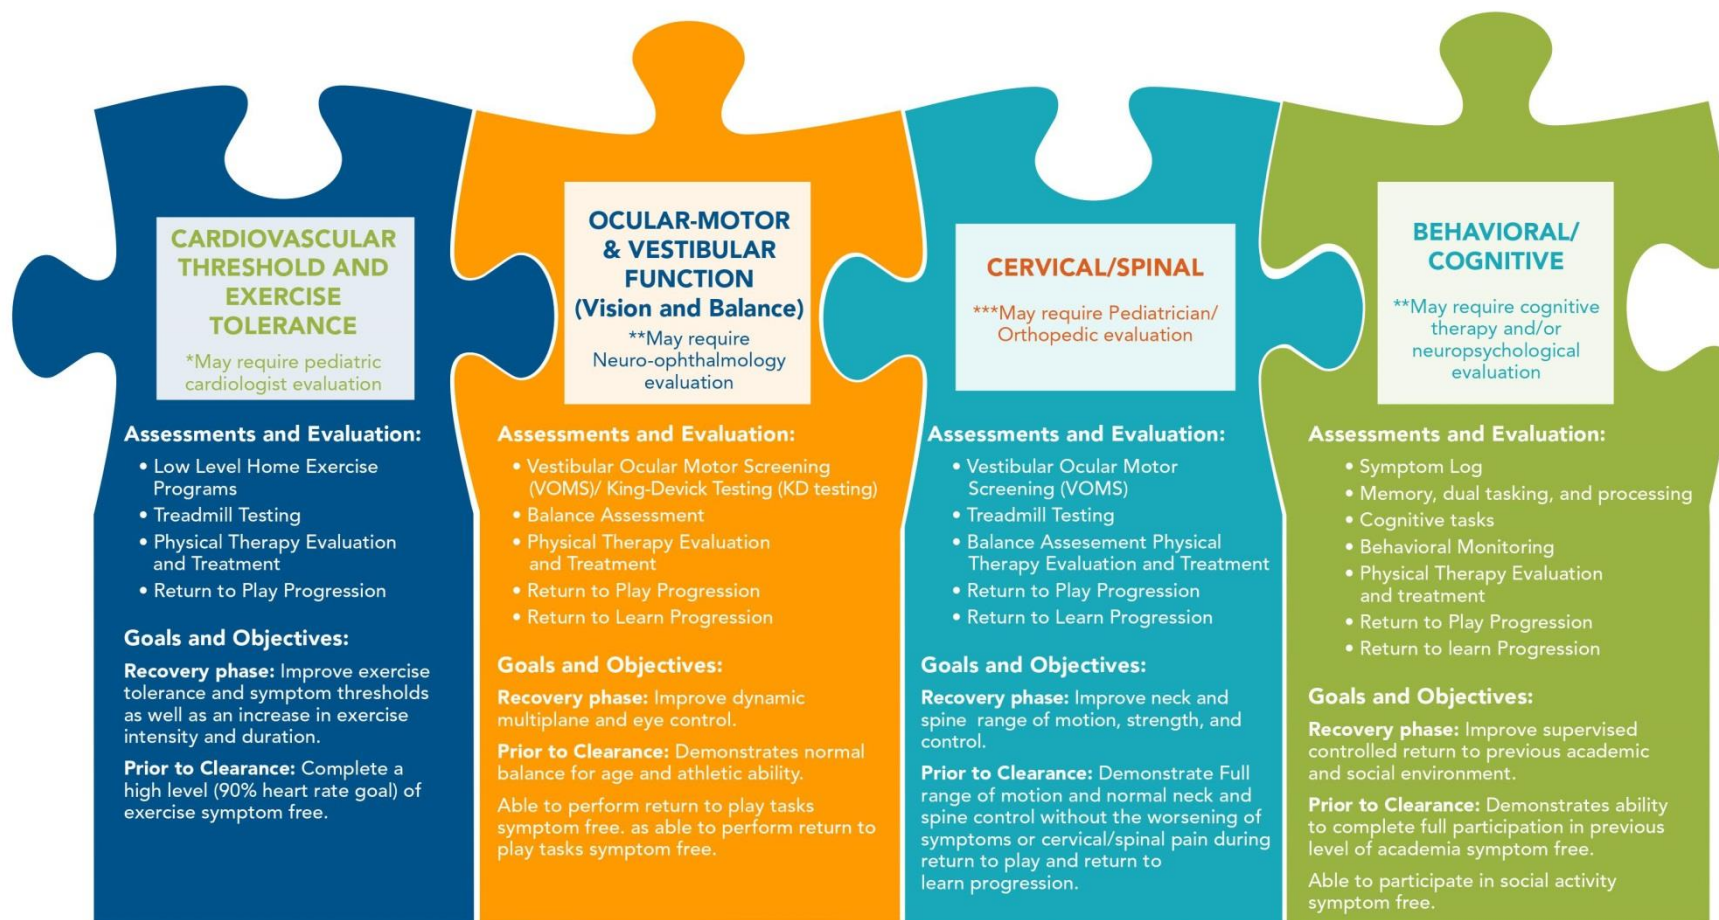 CARDIOVASCULAR
THRESHOLD AND
EXERCISE
TOLERANCE
*May require pediatric
cardiologist evaluation
Assessments and Evaluation:
• Low Level Home Exercise
Programs
• Treadmill Testing
• Physical Therapy Evaluation
and Treatment
• Return to Play Progression
Goals and Objectives:
Recovery phase: Improve exercise
tolerance and symptom thresholds
as well as an increase in exercise
intensity and duration.
Prior to Clearance: Complete a
high level (90% heart rate goal) of
exercise symptom free.
OCULAR-MOTOR
& VESTIBULAR
FUNCTION
(Vision and Balance)
**May require
Neuro-ophthalmology
evaluation
Assessments and Evaluation:
• Vestibular Ocular Motor Screening
(VOMS)/ King-Devick Testing (KD testing)
• Balance Assessment
• Physical Therapy Evaluation
and Treatment
• Return to Play Progression
• Return to Learn Progression
Goals and Objectives:
Recovery phase: Improve dynamic
multiplane and eye control.
Prior to Clearance: Demonstrates normal
balance for age and athletic ability.
Able to perform return to play tasks
symptom free. as able to perform return to
play tasks symptom free.
CERVICAL/SPINAL
***May require Pediatrician/
Orthopedic evaluation
Assessments and Evaluation:
• Vestibular Ocular Motor
Screening (VOMS)
• Treadmill Testing
• Balance Assesement Physical
Therapy Evaluation and Treatment
• Return to Play Progression
• Return to Learn Progression
Goals and Objectives:
Recovery phase: Improve neck and
spine range of motion, strength, and
control.
Prior to Clearance: Demonstrate Full
range of motion and normal neck and
spine control without the worsening of
symptoms or cervical/spinal pain during
return to play and return to
learn progression.
BEHAVIORAL/
COGNITIVE
**May require cognitive
therapy and/or
neuropsychological
evaluation
Assessments and Evaluation:
• Symptom Log
• Memory, dual tasking, and processing
• Cognitive tasks
• Behavioral Monitoring
• Physical Therapy Evaluation
and treatment
• Return to Play Progression
• Return to learn Progression
Goals and Objectives:
Recovery phase: Improve supervised
controlled return to previous academic
and social environment.
Prior to Clearance: Demonstrates ability
to complete full participation in previous
level of academia symptom free.
Able to participate in social activity
symptom free.